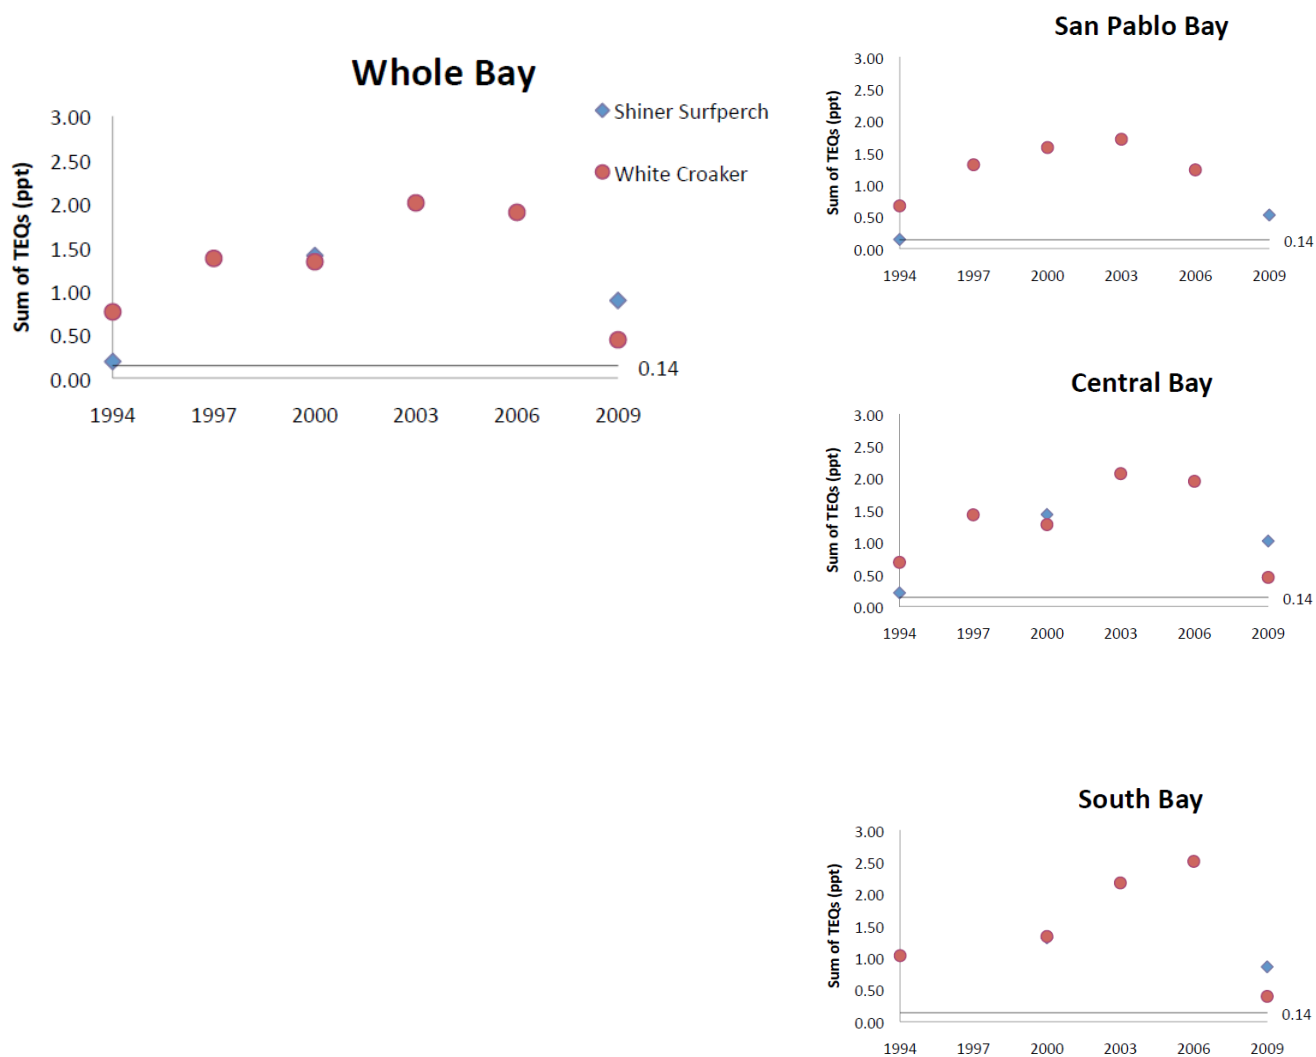 Whole Bay
Shiner Surfperch
White Croaker
Sum of TEQs (ppt)
3.00
2.50
2.00
1.50
1.00
0.50
0.00
0.14
1994 1997 2000 2003 2006 2009
San Pablo Bay
Sum of TEQs (ppt)
3.00
2.50
2.00
1.50
1.00
0.50
0.00
0.14
1994 1997 2000 2003 2006 2009
Central Bay
Sum of TEQs (ppt)
3.00
2.50
2.00
1.50
1.00
0.50
0.00
0.14
1994 1997 2000 2003 2006 2009
South Bay
Sum of TEQs (ppt)
3.00
2.50
2.00
1.50
1.00
0.50
0.00
0.14
1994 1997 2000 2003 2006 2009